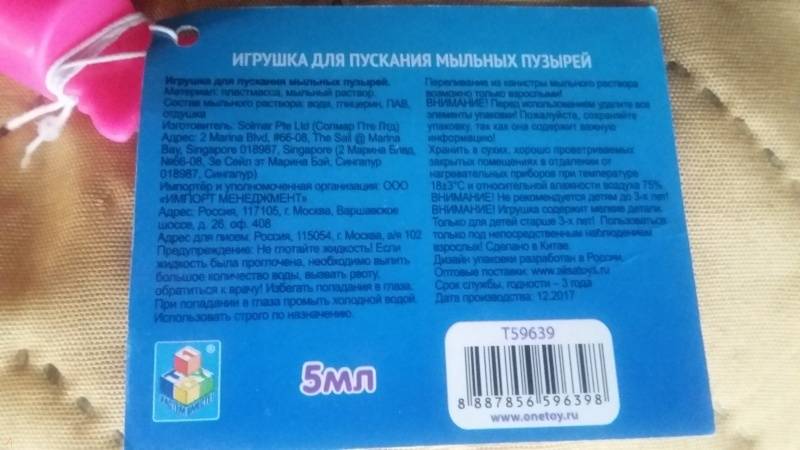 ИГРУШКА ДЛЯ ПУСКАНИЯ МЫЛЬНЫХ ПУЗЫРЕЙ
Игрушка для пускания мыльных пузырей.
Материал: пластмасса, мыльный раствор.
Состав мыльного раствора: вода, глицерин, ПАВ,
отдушка
Изготовитель: Solmar Pte Ltd (Солмар Пте Лтд)
Адрес: 2 Marina Blvd, #66-08, The Sail @ Marina
Bay, Singapore 018987, Singapore (2 Марина Блвд,
№66-08, Зе Сейл эт Марина Бэй, Сингапур
018987, Сингапур)
Импортёр и уполномоченная организация: ООО
«ИМПОРТ МЕНЕДЖМЕНТ»
Адрес: Россия, 117105, г. Москва, Варшавское
шоссе, д. 26, оф. 408
Адрес для писем: Россия, 115054, г. Москва, а/я 102
Предупреждение: Не глотайте жидкость! Если
жидкость была проглочена, необходимо выпить
большое количество воды, вызвать рвоту,
обратиться к врачу! Избегать попадания в глаза.
При попадании в глаза промыть холодной водой.
Использовать строго по назначению.
Переливание из канистры мыльного раствора
возможно только взрослыми!
ВНИМАНИЕ! Перед использованием удалите все
элементы упаковки! Пожалуйста, сохраняйте
упаковку, так как она содержит важную
информацию!
Хранить в сухих, хорошо проветриваемых
закрытых помещениях в отдалении от
нагревательных приборов при температуре
18±3°С и относительной влажности воздуха 75%.
ВНИМАНИЕ! Не рекомендуется детям до 3-х лет!
ВНИМАНИЕ! Игрушка содержит мелкие детали.
Только для детей старше 3-х лет! Пользоваться
только под непосредственным наблюдением
взрослых! Сделано в Китае.
Дизайн упаковки разработан в России.
Оптовые поставки: www.alisatoys.ru
Срок службы, годности – 3 года
Дата производства: 12.2017
5мл
T59639
8 887856 596398
www.onetoy.ru